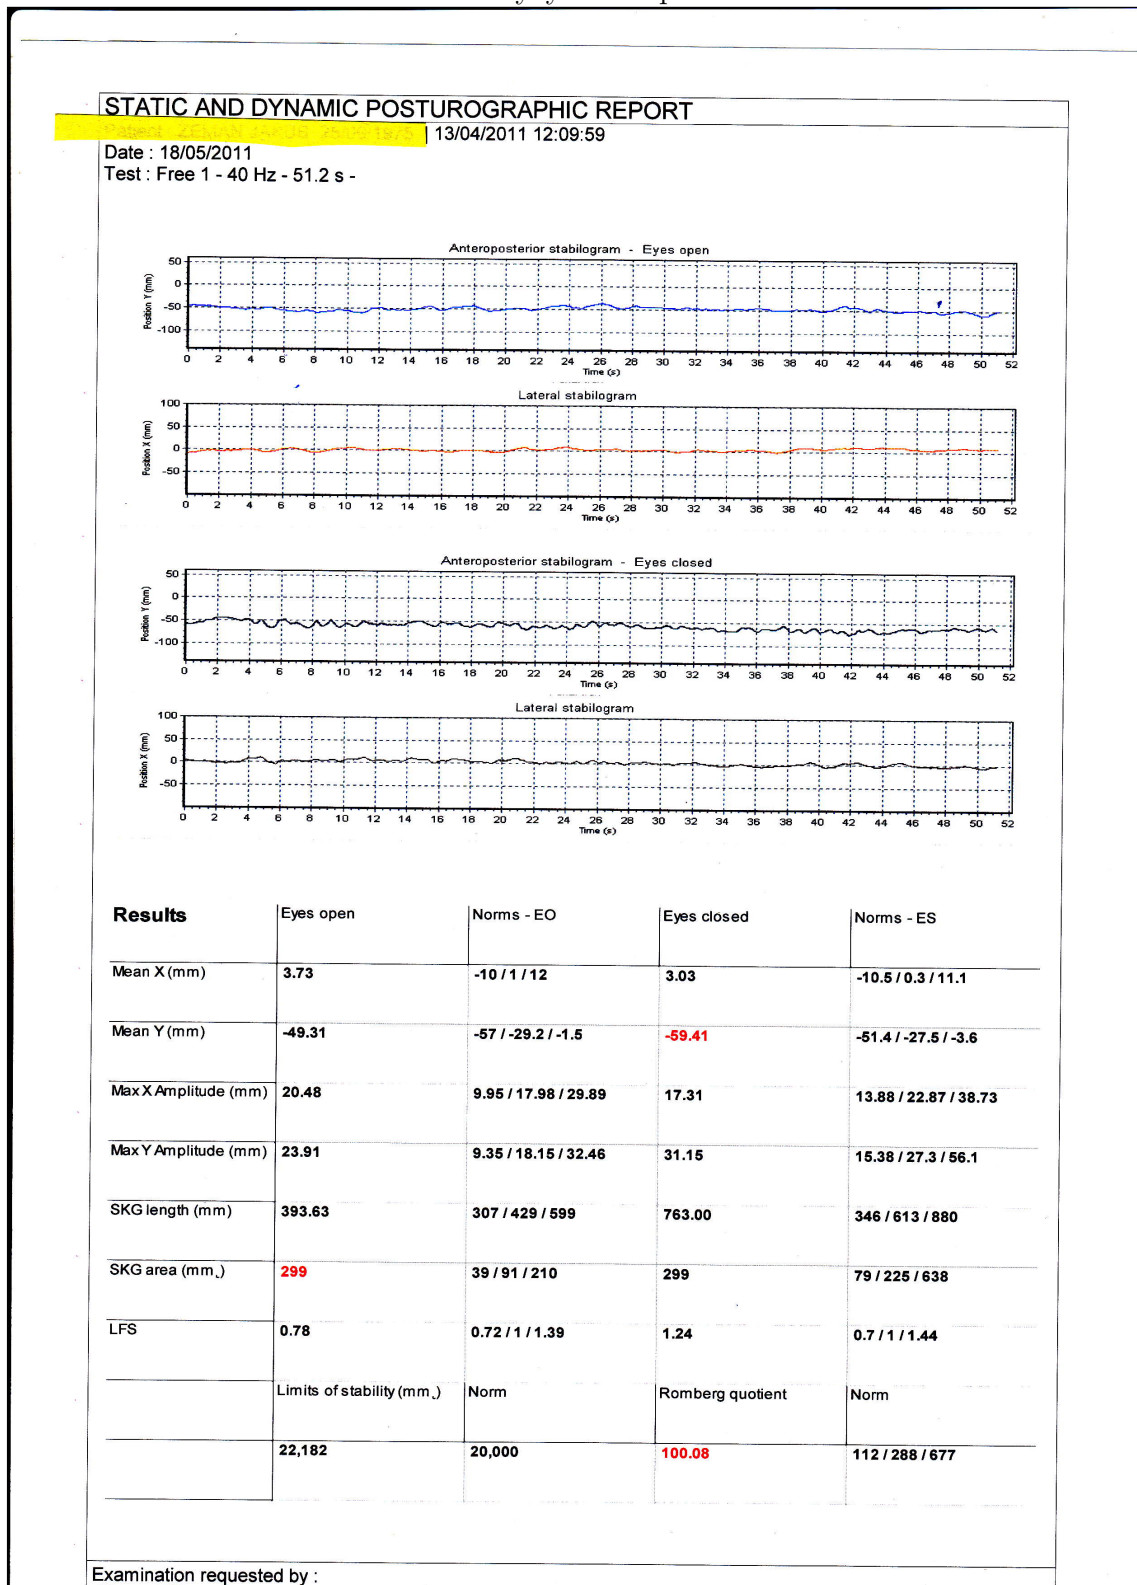 STATIC AND DYNAMIC POSTUROGRAPHIC REPORT
13/04/2011 12:09:59
Date : 18/05/2011
Test : Free 1 - 40 Hz - 51.2 s -
Anteroposterior stabilogram - Eyes open
Position Y (mm)
50
0
-50
-100
0 2 4 6 8 10 12 14 16 18 20 22 24 26 28 30 32 34 36 38 40 42 44 46 48 50 52
Time (s)
Lateral stabilogram
Position X (mm)
100
50
0
-50
0 2 4 6 8 10 12 14 16 18 20 22 24 26 28 30 32 34 36 38 40 42 44 46 48 50 52
Time (s)
Anteroposterior stabilogram - Eyes closed
Position Y (mm)
50
0
-50
-100
0 2 4 6 8 10 12 14 16 18 20 22 24 26 28 30 32 34 36 38 40 42 44 46 48 50 52
Time (s)
Lateral stabilogram
Position X (mm)
100
50
0
-50
0 2 4 6 8 10 12 14 16 18 20 22 24 26 28 30 32 34 36 38 40 42 44 46 48 50 52
Time (s)
Results Eyes open Norms - EO Eyes closed Norms - ES
Mean X (mm) 3.73 -10 / 1 / 12 3.03 -10.5 / 0.3 / 11.1
Mean Y (mm) -49.31 -57 / -29.2 / -1.5 -59.41 -51.4 / -27.5 / -3.6
Max X Amplitude (mm) 20.48 9.95 / 17.98 / 29.89 17.31 13.88 / 22.87 / 38.73
Max Y Amplitude (mm) 23.91 9.35 / 18.15 / 32.46 31.15 15.38 / 27.3 / 56.1
SKG length (mm) 393.63 307 / 429 / 599 763.00 346 / 613 / 880
SKG area (mm.) 299 39 / 91 / 210 299 79 / 225 / 638
LFS 0.78 0.72 / 1 / 1.39 1.24 0.7 / 1 / 1.44
Limits of stability (mm.) Norm Romberg quotient Norm
22,182 20,000 100.08 112 / 288 / 677
Examination requested by :